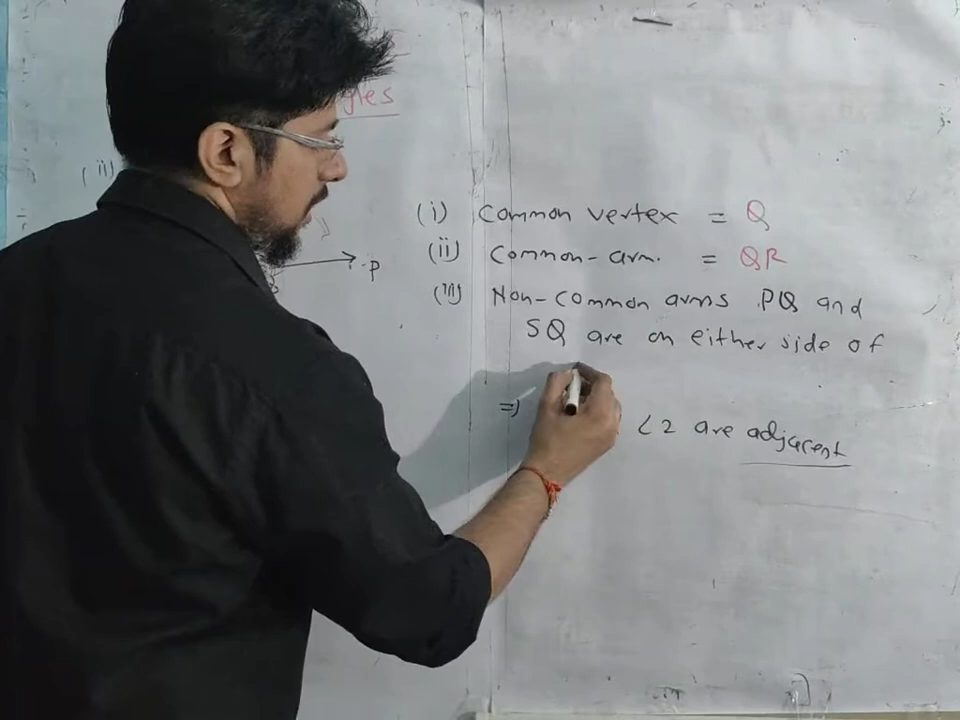 gles
(ii)
P
(i) Common vertex = Q
(ii) Common-arm. = QR
(iii) Non-common arms PQ and
SQ are on either side of
=>
∠2 are adjacent